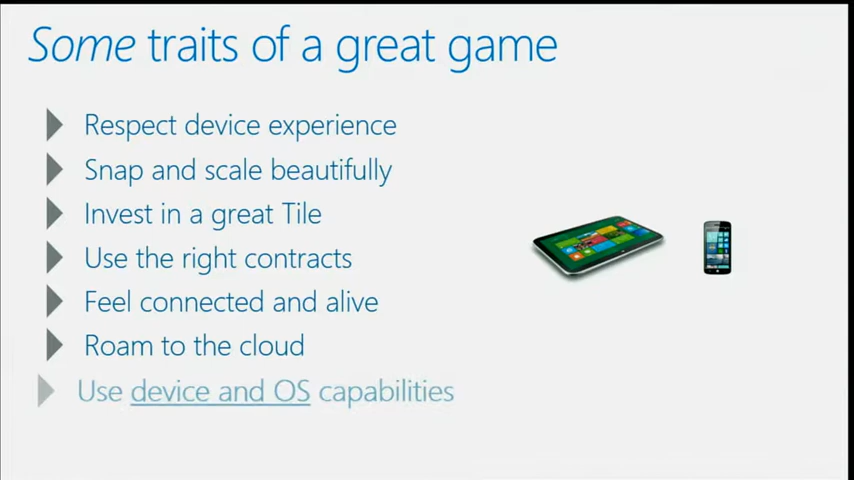 Some traits of a great game
Respect device experience
Snap and scale beautifully
Invest in a great Tile
Use the right contracts
Feel connected and alive
Roam to the cloud
Use device and OS capabilities